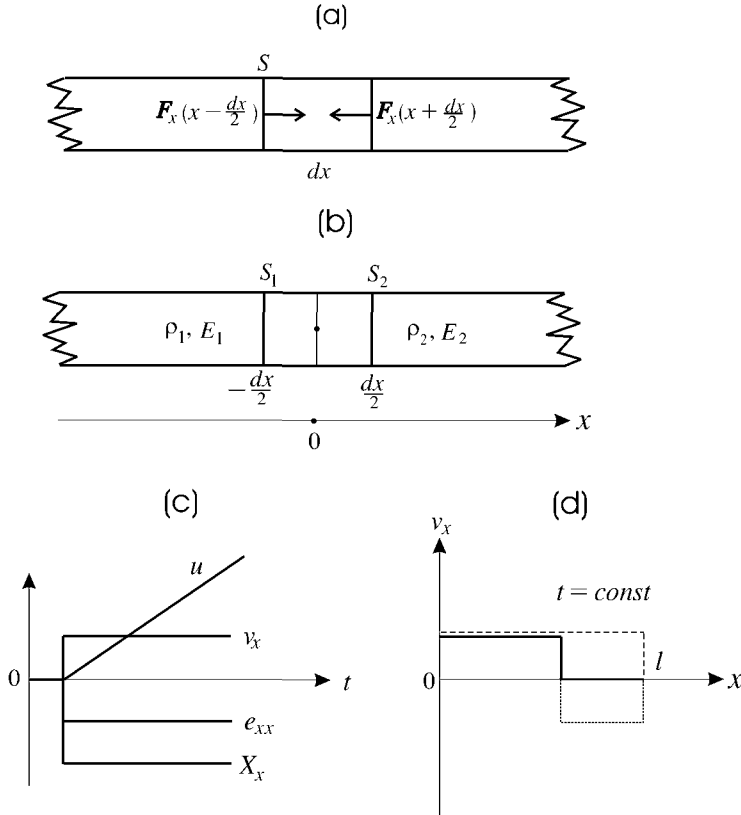 (a)
S
F_x(x − dx/2) F_x(x + dx/2)
dx
(b)
S_1 S_2
ρ_1, E_1 ρ_2, E_2
−dx/2 dx/2
x
0
(c)
u
v_x
0 t
e_xx
X_x
(d)
v_x
t = const
l
0 x